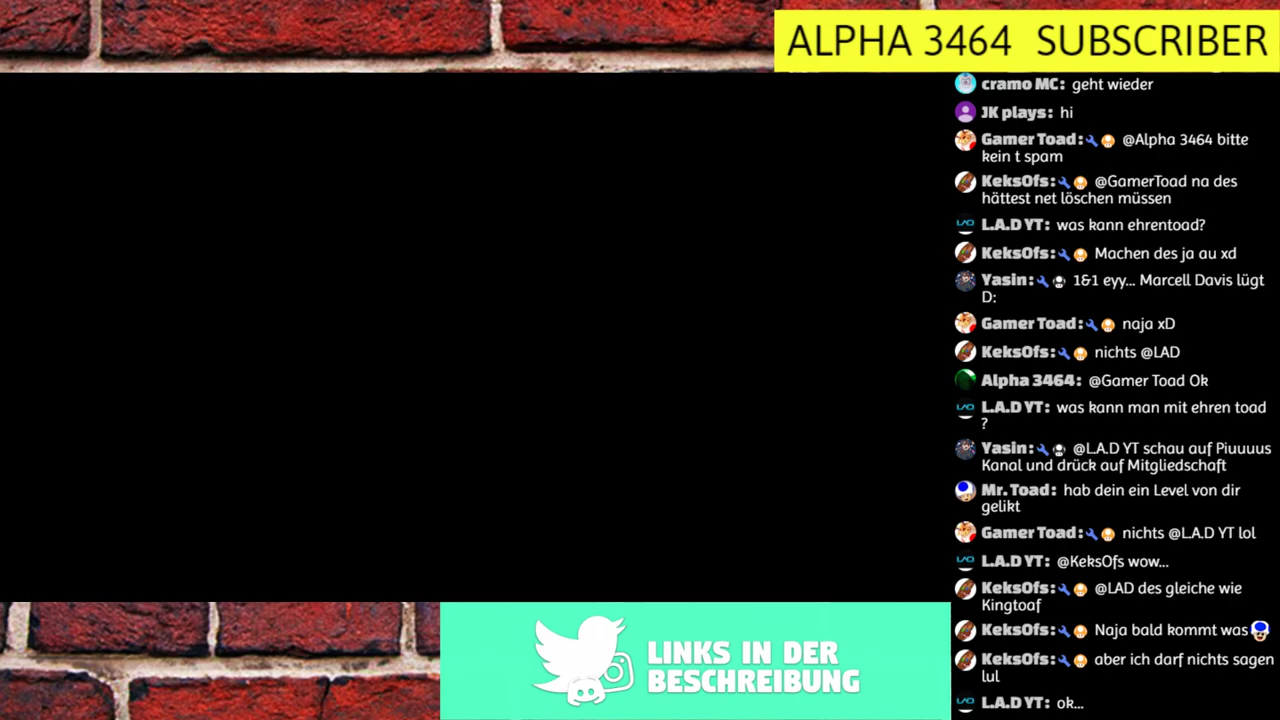 ALPHA 3464 SUBSCRIBER
cramo MC: geht wieder
JK plays: hi
Gamer Toad: @Alpha 3464 bitte
kein t spam
KeksOfs: @GamerToad na des
hättest net löschen müssen
L.A.D YT: was kann ehrentoad?
KeksOfs: Machen des ja au xd
Yasin: 1&1 eyy... Marcell Davis lügt
D:
Gamer Toad: naja xD
KeksOfs: nichts @LAD
Alpha 3464: @Gamer Toad Ok
L.A.D YT: was kann man mit ehren toad
?
Yasin: @L.A.D YT schau auf Piuuuus
Kanal und drück auf Mitgliedschaft
Mr. Toad: hab dein ein Level von dir
gelikt
Gamer Toad: nichts @L.A.D YT lol
L.A.D YT: @KeksOfs wow...
KeksOfs: @LAD des gleiche wie
Kingtoaf
KeksOfs: Naja bald kommt was
KeksOfs: aber ich darf nichts sagen
lul
L.A.D YT: ok...
LINKS IN DER
BESCHREIBUNG